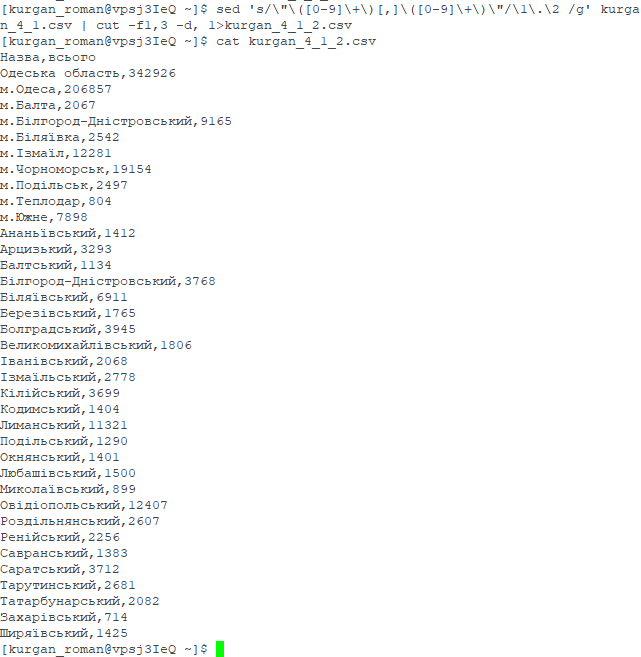 [kurgan_roman@vpsj3IeQ ~]$ sed 's/\"\([0-9]\+\)[,]\([0-9]\+\)\"/\1\.\2 /g' kurga
n_4_1.csv | cut -f1,3 -d, 1>kurgan_4_1_2.csv
[kurgan_roman@vpsj3IeQ ~]$ cat kurgan_4_1_2.csv
Назва,всього
Одеська область,342926
м.Одеса,206857
м.Балта,2067
м.Білгород-Дністровський,9165
м.Біляївка,2542
м.Ізмаїл,12281
м.Чорноморськ,19154
м.Подільськ,2497
м.Теплодар,804
м.Южне,7898
Ананьївський,1412
Арцизький,3293
Балтський,1134
Білгород-Дністровський,3768
Біляївський,6911
Березівський,1765
Болградський,3945
Великомихайлівський,1806
Іванівський,2068
Ізмаїльський,2778
Кілійський,3699
Кодимський,1404
Лиманський,11321
Подільський,1290
Окнянський,1401
Любашівський,1500
Миколаївський,899
Овідіопольський,12407
Роздільнянський,2607
Ренійський,2256
Савранський,1383
Саратський,3712
Тарутинський,2681
Татарбунарський,2082
Захарівський,714
Ширяївський,1425
[kurgan_roman@vpsj3IeQ ~]$